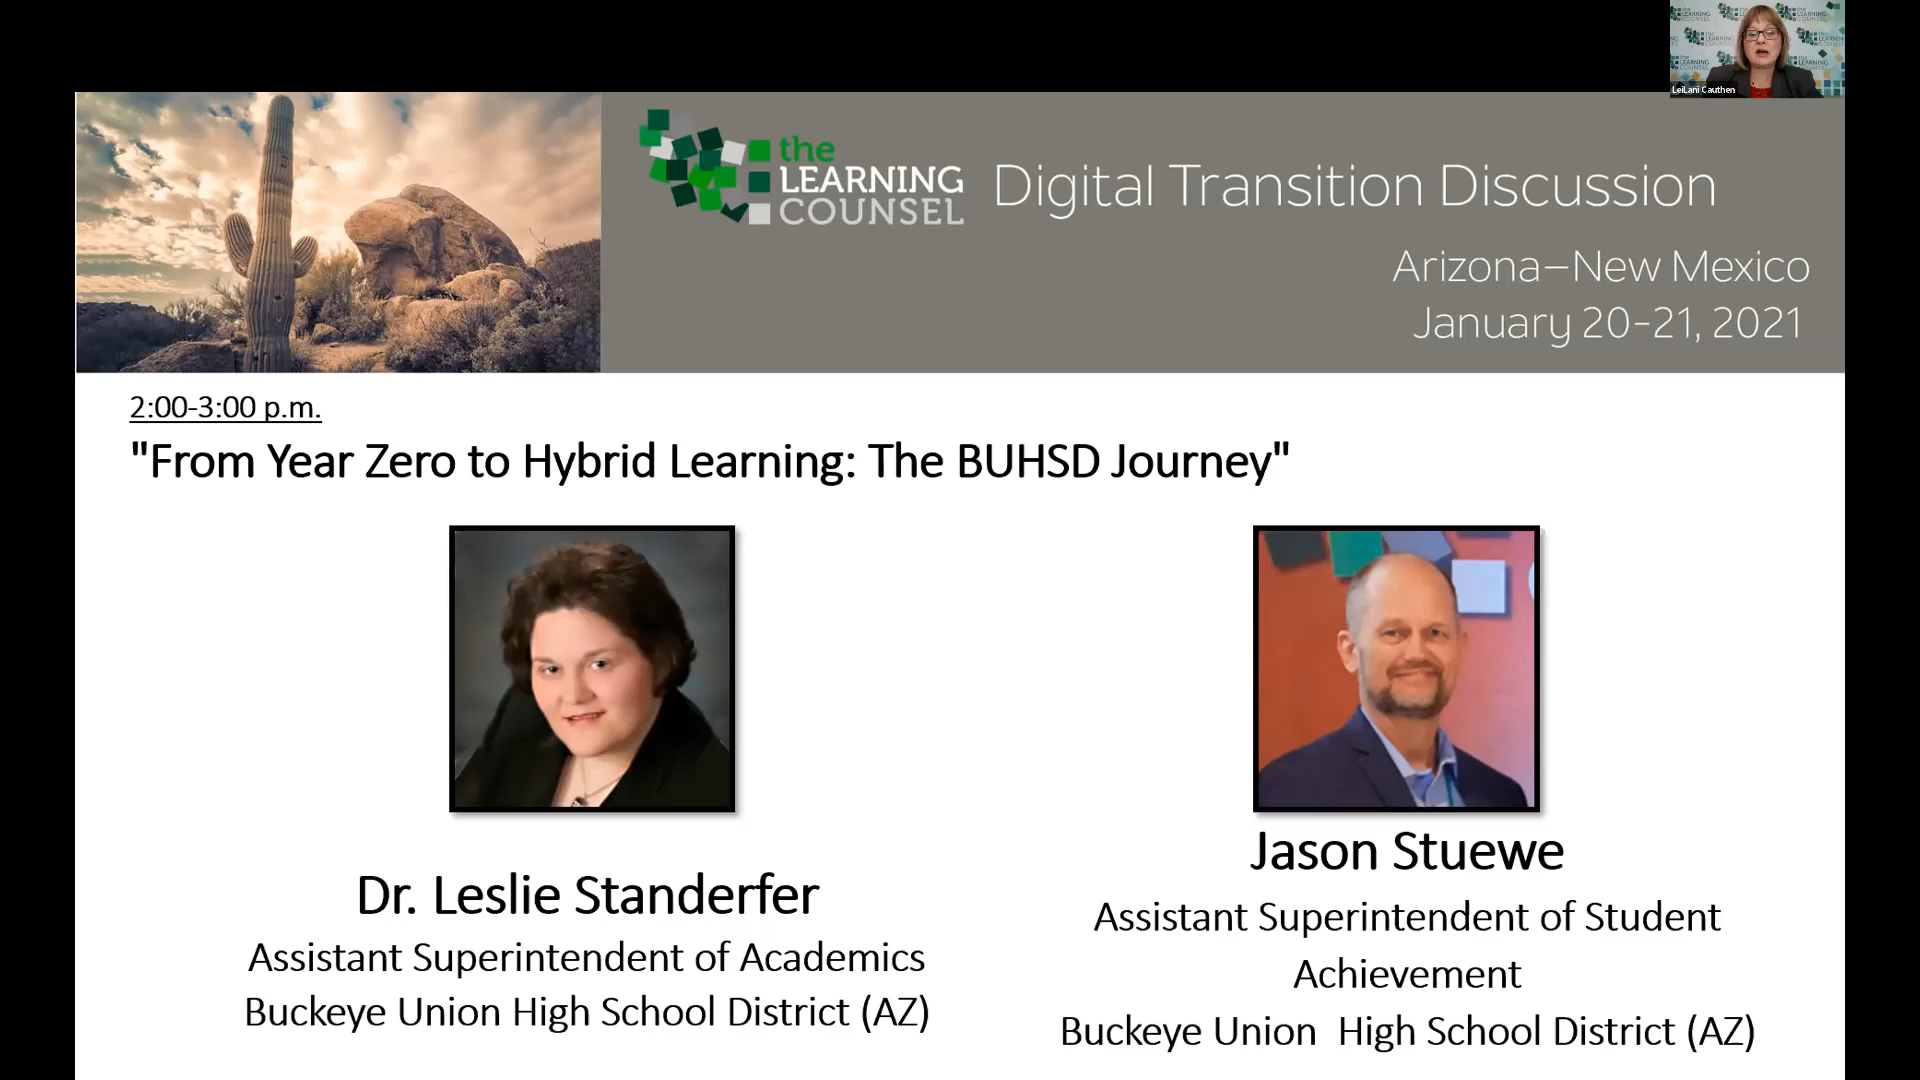 LeiLani Cauthen
the
LEARNING
COUNSEL
Digital Transition Discussion
Arizona–New Mexico
January 20-21, 2021
2:00-3:00 p.m.
"From Year Zero to Hybrid Learning: The BUHSD Journey"
Dr. Leslie Standerfer
Assistant Superintendent of Academics
Buckeye Union High School District (AZ)
Jason Stuewe
Assistant Superintendent of Student
Achievement
Buckeye Union High School District (AZ)